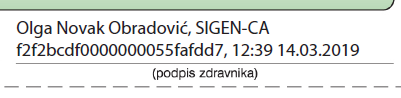 Olga Novak Obradović, SIGEN-CA
f2f2bcdf0000000055fafdd7, 12:39 14.03.2019
(podpis zdravnika)